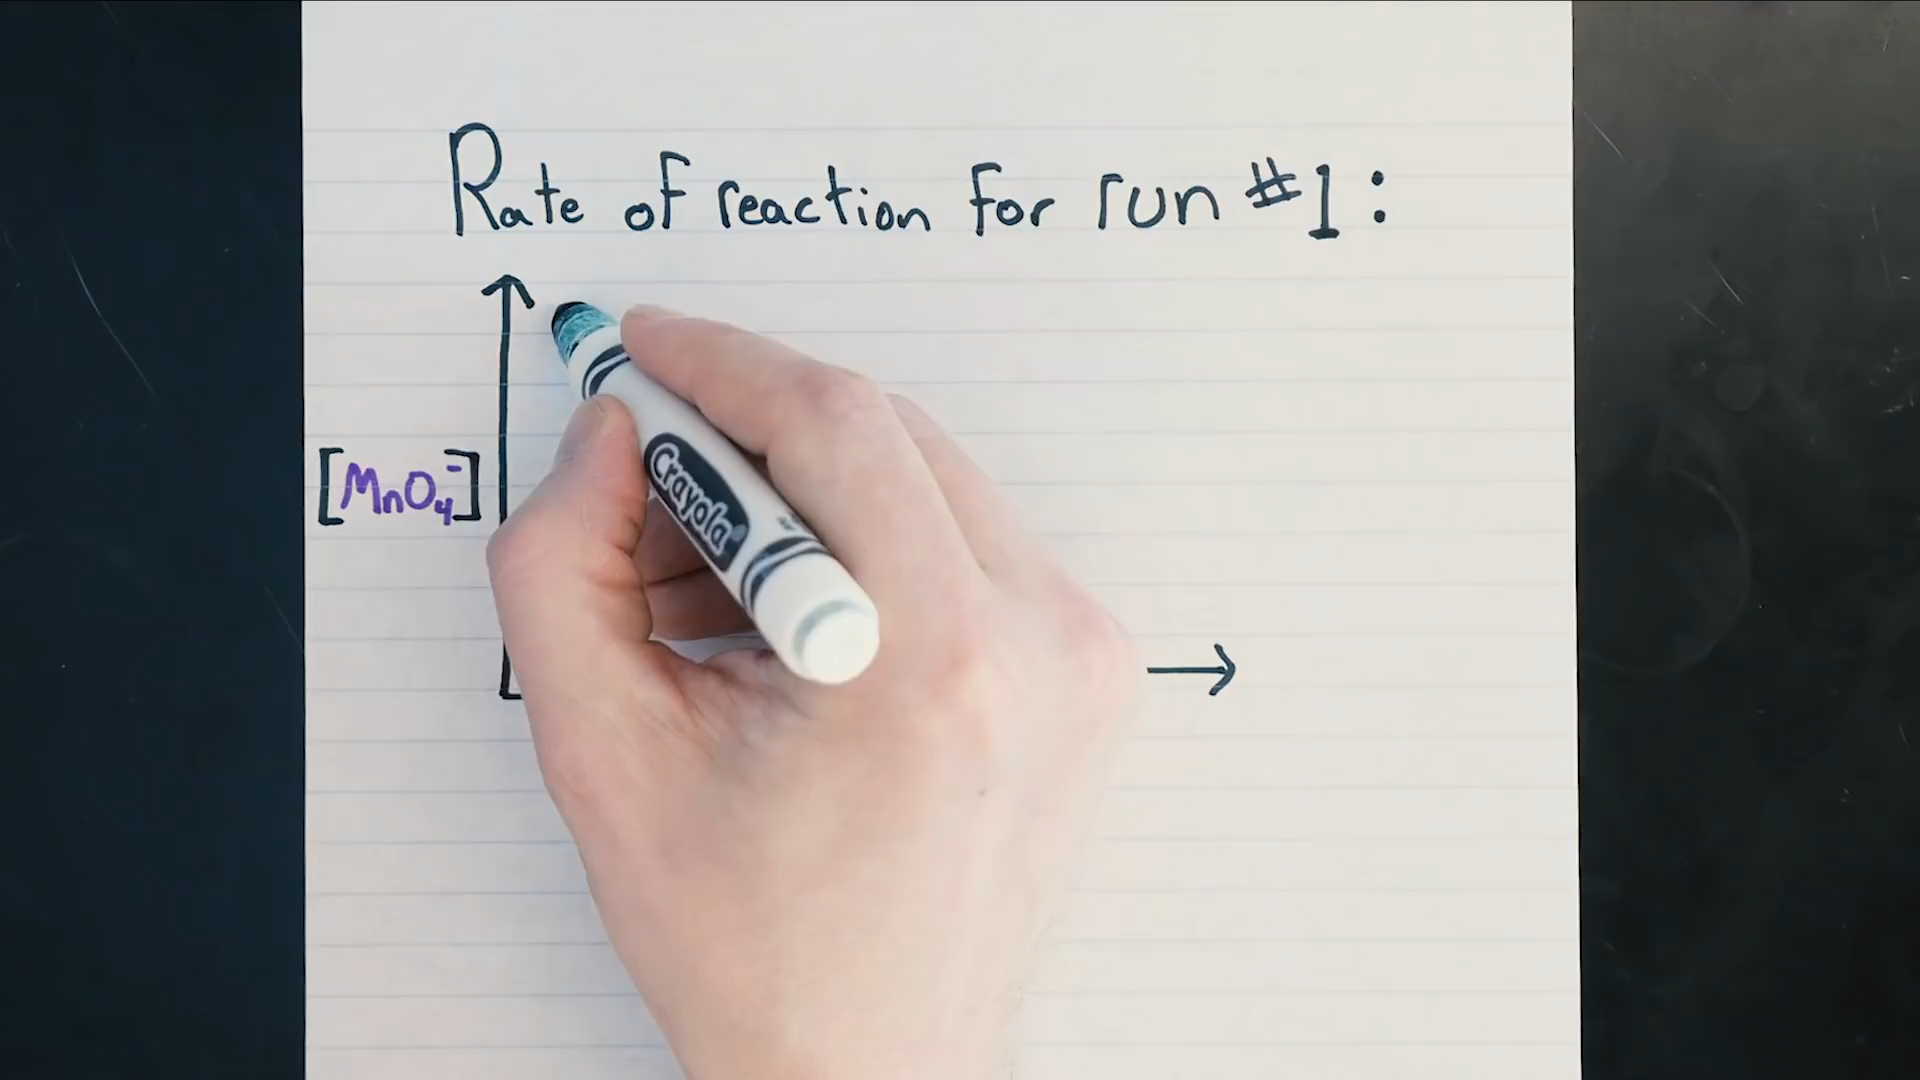 Rate of reaction for run #1:
[MnO₄⁻]
Crayola